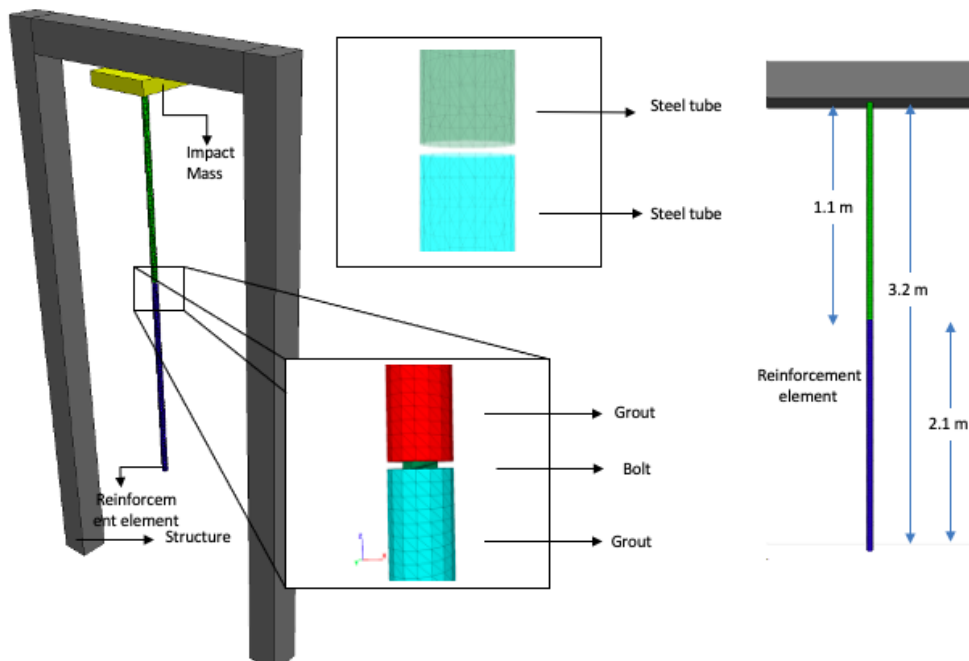 Impact
Mass
Reinforcem
ent element
Structure
Steel tube
Steel tube
Grout
Bolt
Grout
1.1 m
3.2 m
Reinforcement
element
2.1 m